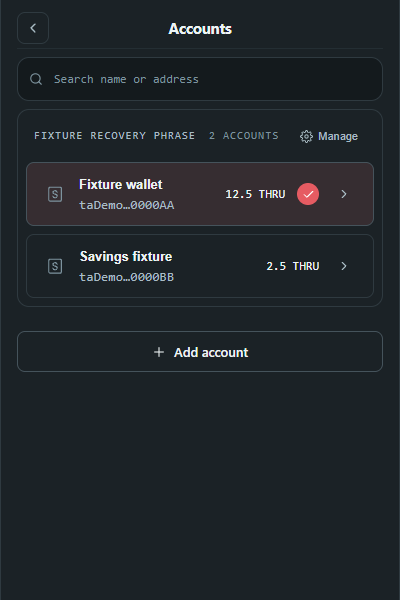 Accounts
Search name or address
FIXTURE RECOVERY PHRASE 2 ACCOUNTS Manage
Fixture wallet
taDemo…0000AA
12.5 THRU
S
Savings fixture
taDemo…0000BB
2.5 THRU
S
Add account